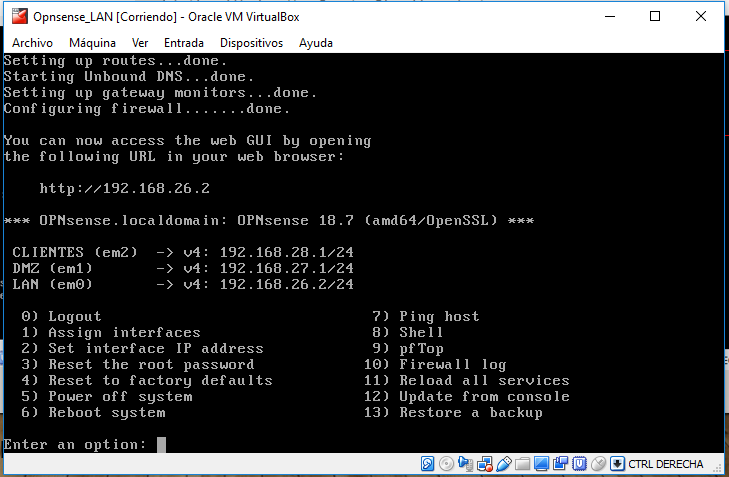 Opnsense_LAN [Corriendo] - Oracle VM VirtualBox
Archivo Máquina Ver Entrada Dispositivos Ayuda
Setting up routes...done.
Starting Unbound DNS...done.
Setting up gateway monitors...done.
Configuring firewall.......done.
You can now access the web GUI by opening
the following URL in your web browser:
http://192.168.26.2
*** OPNsense.localdomain: OPNsense 18.7 (amd64/OpenSSL) ***
CLIENTES (em2) -> v4: 192.168.28.1/24
DMZ (em1) -> v4: 192.168.27.1/24
LAN (em0) -> v4: 192.168.26.2/24
0) Logout 7) Ping host
1) Assign interfaces 8) Shell
2) Set interface IP address 9) pfTop
3) Reset the root password 10) Firewall log
4) Reset to factory defaults 11) Reload all services
5) Power off system 12) Update from console
6) Reboot system 13) Restore a backup
Enter an option:
CTRL DERECHA